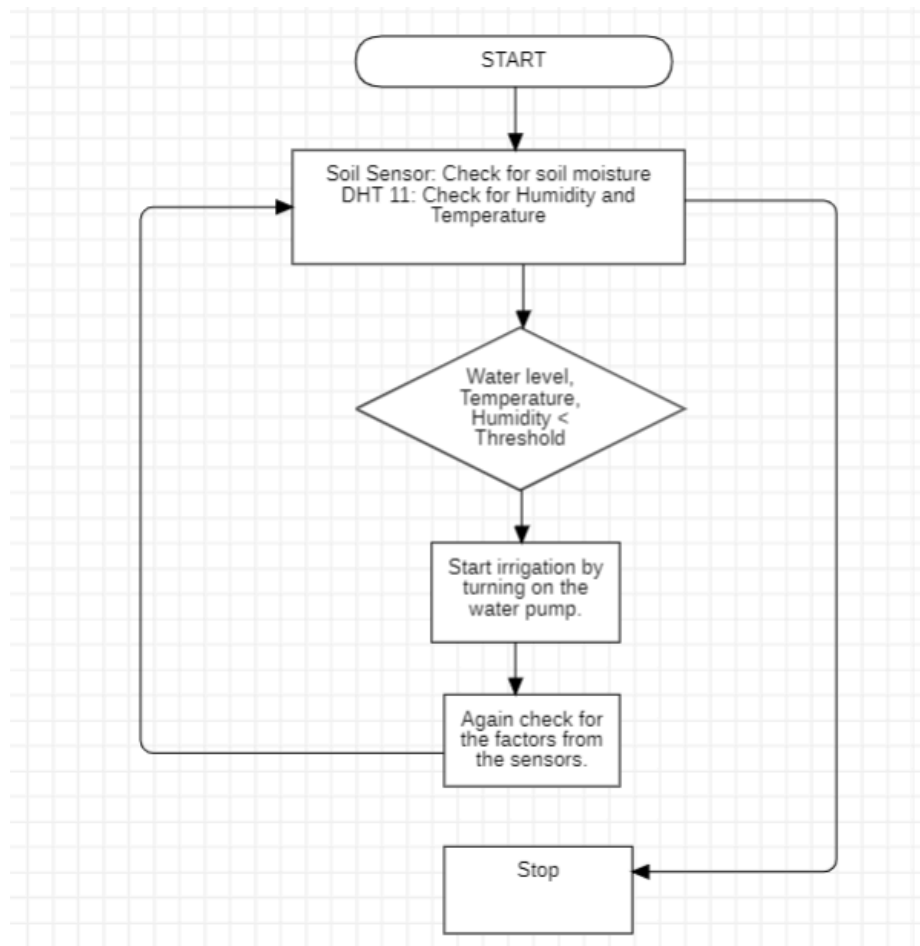 START
Soil Sensor: Check for soil moisture
DHT 11: Check for Humidity and
Temperature
Water level,
Temperature,
Humidity <
Threshold
Start irrigation by
turning on the
water pump.
Again check for
the factors from
the sensors.
Stop